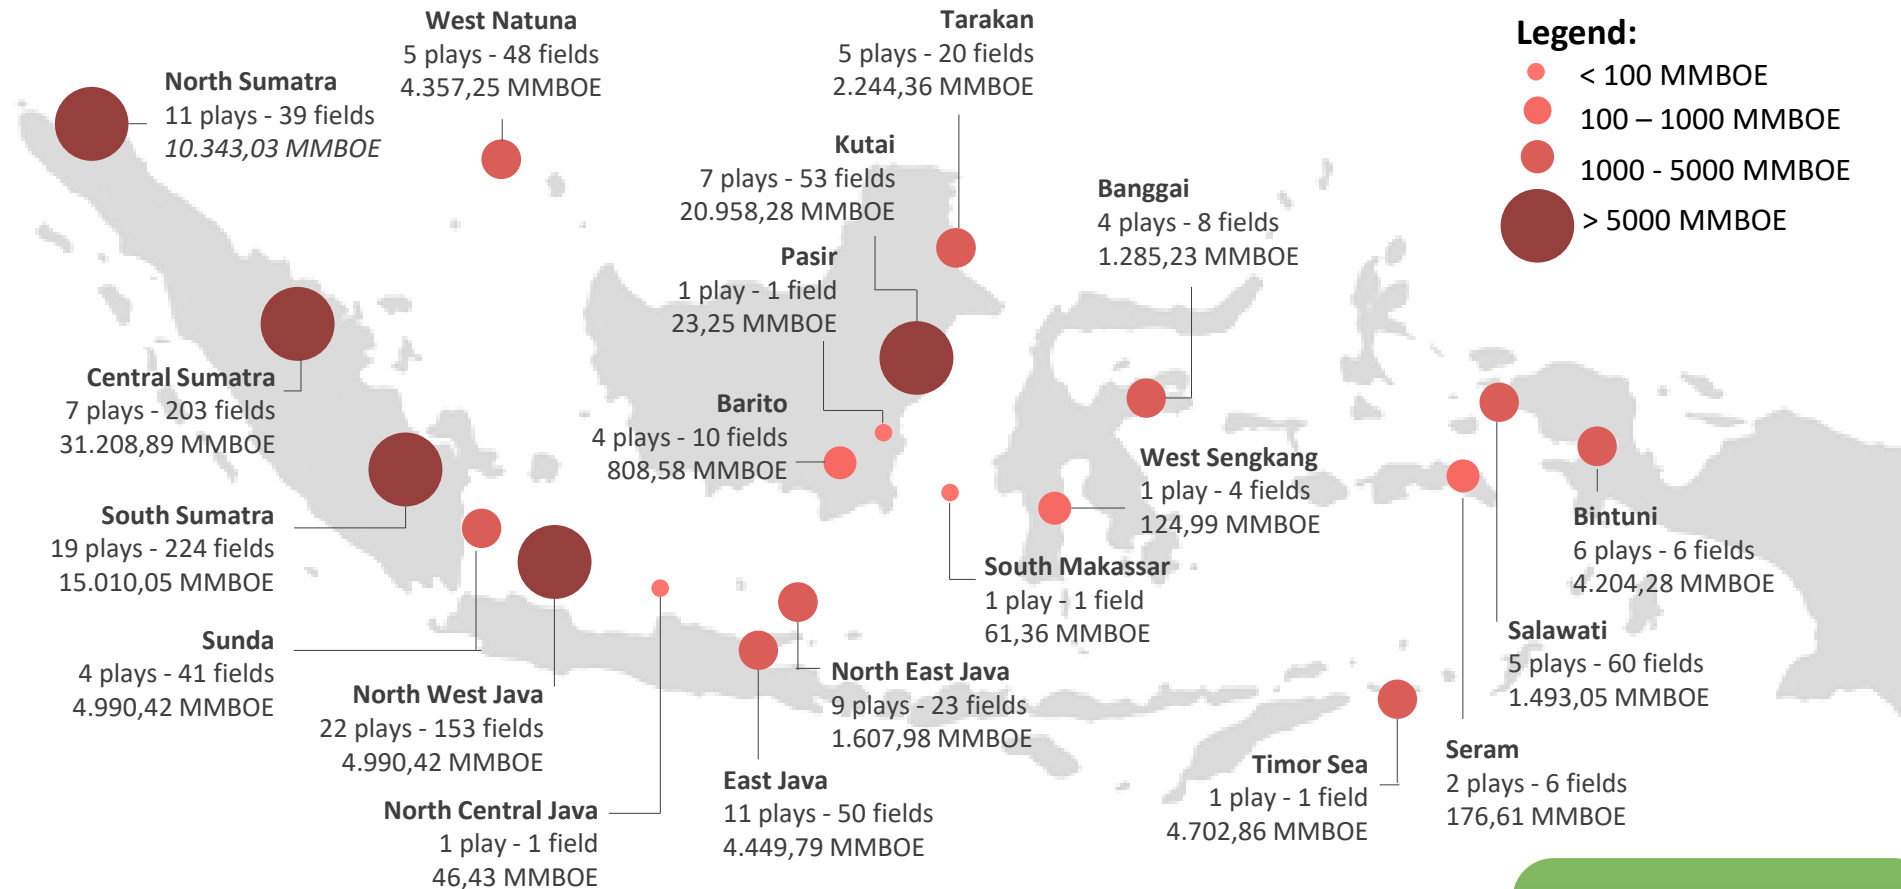 North Sumatra
11 plays - 39 fields
10.343,03 MMBOE
West Natuna
5 plays - 48 fields
4.357,25 MMBOE
Tarakan
5 plays - 20 fields
2.244,36 MMBOE
Legend:
< 100 MMBOE
100 – 1000 MMBOE
1000 - 5000 MMBOE
> 5000 MMBOE
Kutai
7 plays - 53 fields
20.958,28 MMBOE
Banggai
4 plays - 8 fields
1.285,23 MMBOE
Pasir
1 play - 1 field
23,25 MMBOE
Central Sumatra
7 plays - 203 fields
31.208,89 MMBOE
Barito
4 plays - 10 fields
808,58 MMBOE
West Sengkang
1 play - 4 fields
124,99 MMBOE
South Sumatra
19 plays - 224 fields
15.010,05 MMBOE
Bintuni
6 plays - 6 fields
4.204,28 MMBOE
South Makassar
1 play - 1 field
61,36 MMBOE
Sunda
4 plays - 41 fields
4.990,42 MMBOE
Salawati
5 plays - 60 fields
1.493,05 MMBOE
North West Java
22 plays - 153 fields
4.990,42 MMBOE
North East Java
9 plays - 23 fields
1.607,98 MMBOE
North Central Java
1 play - 1 field
46,43 MMBOE
East Java
11 plays - 50 fields
4.449,79 MMBOE
Timor Sea
1 play - 1 field
4.702,86 MMBOE
Seram
2 plays - 6 fields
176,61 MMBOE